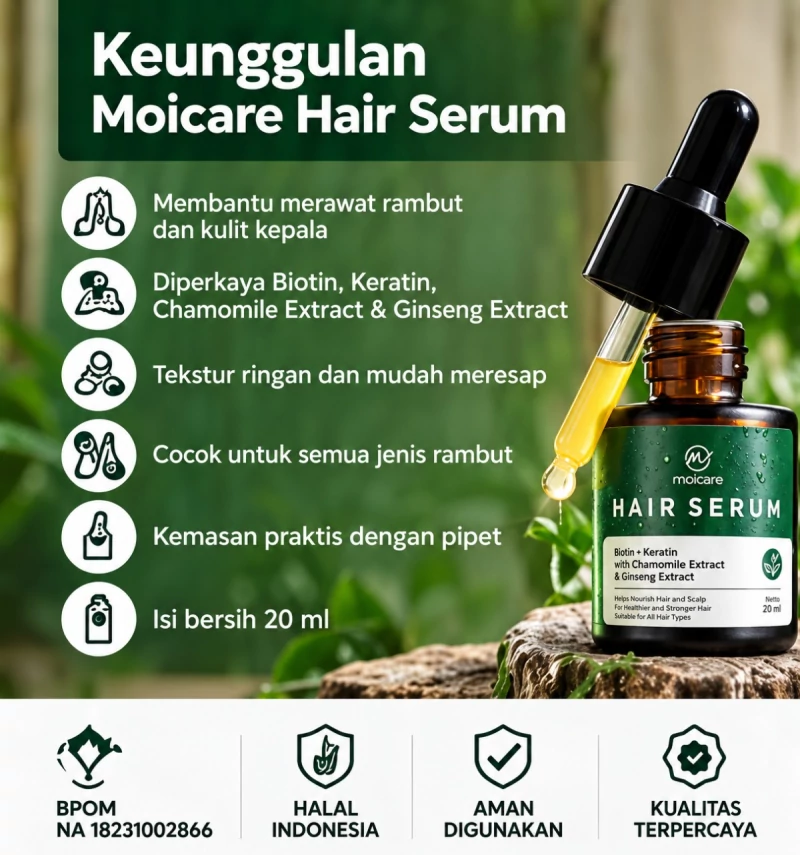 Keunggulan
Moicare Hair Serum
Membantu merawat rambut
dan kulit kepala
Diperkaya Biotin, Keratin,
Chamomile Extract & Ginseng Extract
Tekstur ringan dan mudah meresap
Cocok untuk semua jenis rambut
Kemasan praktis dengan pipet
Isi bersih 20 ml
moicare
HAIR SERUM
Biotin + Keratin
with Chamomile Extract
& Ginseng Extract
Helps Nourish Hair and Scalp
For Healthier and Stronger Hair
Suitable for All Hair Types
Netto
20 ml
BPOM
NA 18231002866
HALAL
INDONESIA
AMAN
DIGUNAKAN
KUALITAS
TERPERCAYA